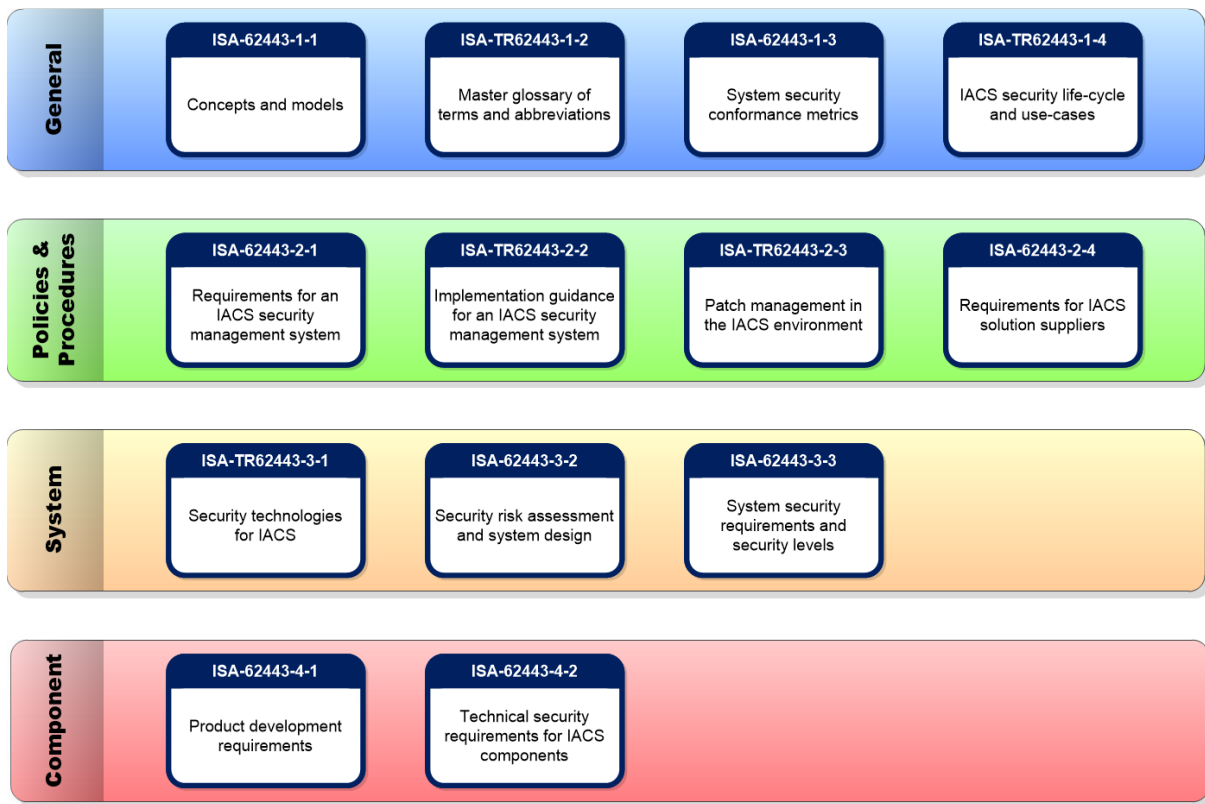 General
ISA-62443-1-1
Concepts and models
ISA-TR62443-1-2
Master glossary of
terms and abbreviations
ISA-62443-1-3
System security
conformance metrics
ISA-TR62443-1-4
IACS security life-cycle
and use-cases
Policies &
Procedures
ISA-62443-2-1
Requirements for an
IACS security
management system
ISA-TR62443-2-2
Implementation guidance
for an IACS security
management system
ISA-TR62443-2-3
Patch management in
the IACS environment
ISA-62443-2-4
Requirements for IACS
solution suppliers
System
ISA-TR62443-3-1
Security technologies
for IACS
ISA-62443-3-2
Security risk assessment
and system design
ISA-62443-3-3
System security
requirements and
security levels
Component
ISA-62443-4-1
Product development
requirements
ISA-62443-4-2
Technical security
requirements for IACS
components